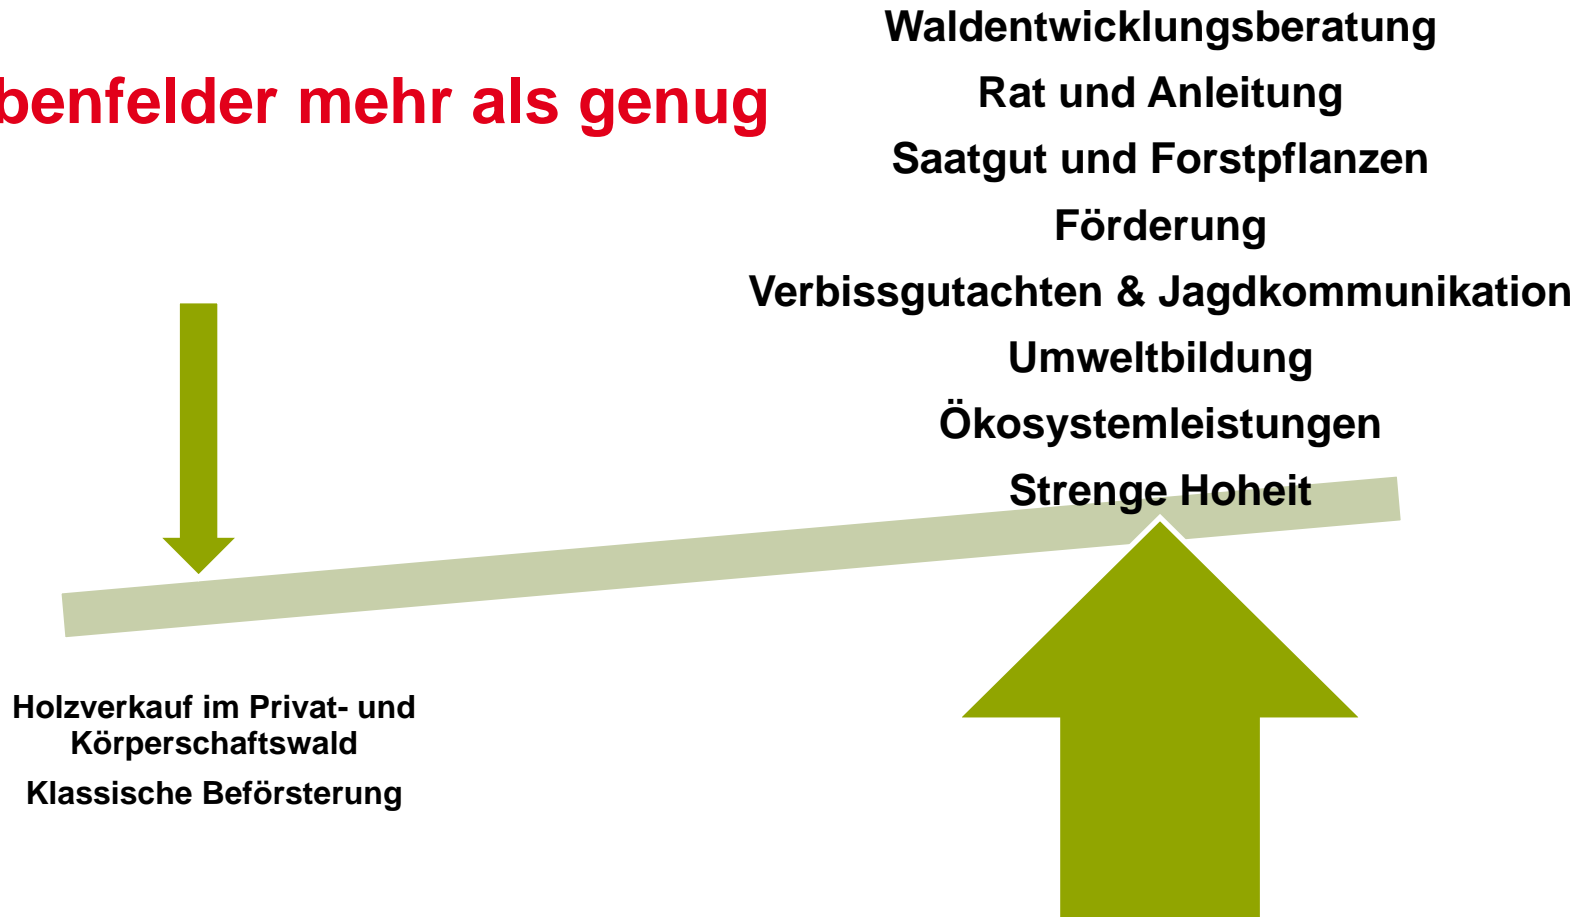 benfelder mehr als genug
Waldentwicklungsberatung
Rat und Anleitung
Saatgut und Forstpflanzen
Förderung
Verbissgutachten & Jagdkommunikation
Umweltbildung
Ökosystemleistungen
Strenge Hoheit
Holzverkauf im Privat- und
Körperschaftswald
Klassische Beförsterung